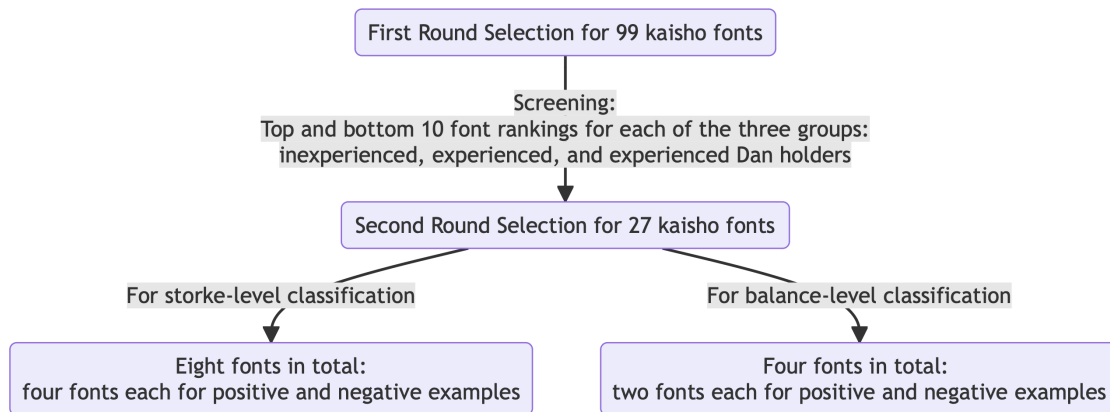 First Round Selection for 99 kaisho fonts
Screening:
Top and bottom 10 font rankings for each of the three groups:
inexperienced, experienced, and experienced Dan holders
Second Round Selection for 27 kaisho fonts
For storke-level classification
For balance-level classification
Eight fonts in total:
four fonts each for positive and negative examples
Four fonts in total:
two fonts each for positive and negative examples